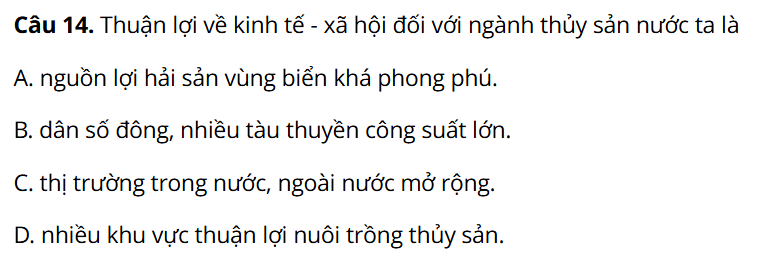 Câu 14. Thuận lợi về kinh tế - xã hội đối với ngành thủy sản nước ta là
A. nguồn lợi hải sản vùng biển khá phong phú.
B. dân số đông, nhiều tàu thuyền công suất lớn.
C. thị trường trong nước, ngoài nước mở rộng.
D. nhiều khu vực thuận lợi nuôi trồng thủy sản.